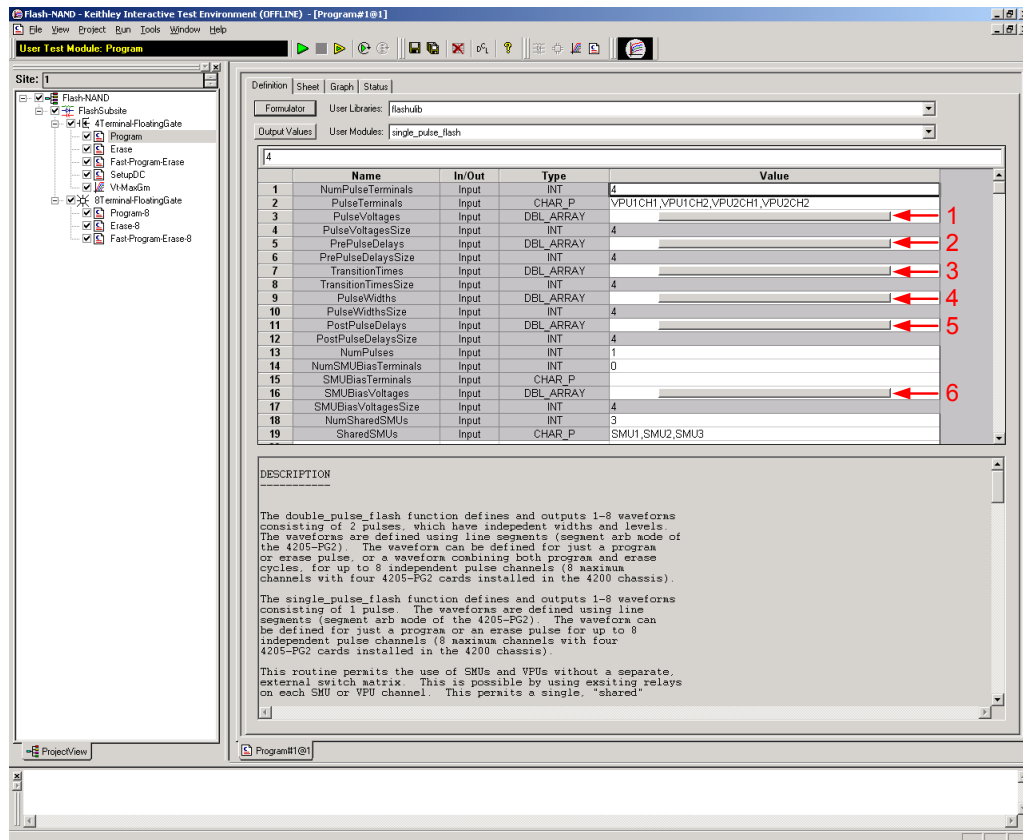 Flash-NAND - Keithley Interactive Test Environment (OFFLINE) - [Program#1@1]
File View Project Run Tools Window Help
User Test Module: Program
Site: 1
Flash-NAND
FlashSubsite
4Terminal-FloatingGate
Program
Erase
Fast-Program-Erase
SetupDC
Vt-MaxGm
8Terminal-FloatingGate
Program-8
Erase-8
Fast-Program-Erase-8
ProjectView
Definition Sheet Graph Status
Formulator User Libraries: flashulib
Output Values User Modules: single_pulse_flash
4
Name In/Out Type Value
1 NumPulseTerminals Input INT 4
2 PulseTerminals Input CHAR_P VPU1CH1,VPU1CH2,VPU2CH1,VPU2CH2
3 PulseVoltages Input DBL_ARRAY 1
4 PulseVoltagesSize Input INT 4
5 PrePulseDelays Input DBL_ARRAY 2
6 PrePulseDelaysSize Input INT 4
7 TransitionTimes Input DBL_ARRAY 3
8 TransitionTimesSize Input INT 4
9 PulseWidths Input DBL_ARRAY 4
10 PulseWidthsSize Input INT 4
11 PostPulseDelays Input DBL_ARRAY 5
12 PostPulseDelaysSize Input INT 4
13 NumPulses Input INT 1
14 NumSMUBiasTerminals Input INT 0
15 SMUBiasTerminals Input CHAR_P
16 SMUBiasVoltages Input DBL_ARRAY 6
17 SMUBiasVoltagesSize Input INT 4
18 NumSharedSMUs Input INT 3
19 SharedSMUs Input CHAR_P SMU1,SMU2,SMU3
DESCRIPTION
-----------
The double_pulse_flash function defines and outputs 1-8 waveforms
consisting of 2 pulses, which have indepedent widths and levels.
The waveforms are defined using line segments (segment arb mode of
the 4205-PG2). The waveform can be defined for just a program
or erase pulse, or a waveform combining both program and erase
cycles, for up to 8 independent pulse channels (8 maximum
channels with four 4205-PG2 cards installed in the 4200 chassis).
The single_pulse_flash function defines and outputs 1-8 waveforms
consisting of 1 pulse. The waveforms are defined using line
segments (segment arb mode of the 4205-PG2). The waveform can
be defined for just a program or an erase pulse for up to 8
independent pulse channels (8 maximum channels with four
4205-PG2 cards installed in the 4200 chassis).
This routine permits the use of SMUs and VPUs without a separate,
external switch matrix. This is possible by using exsiting relays
on each SMU or VPU channel. This permits a single, "shared"
Program#1@1